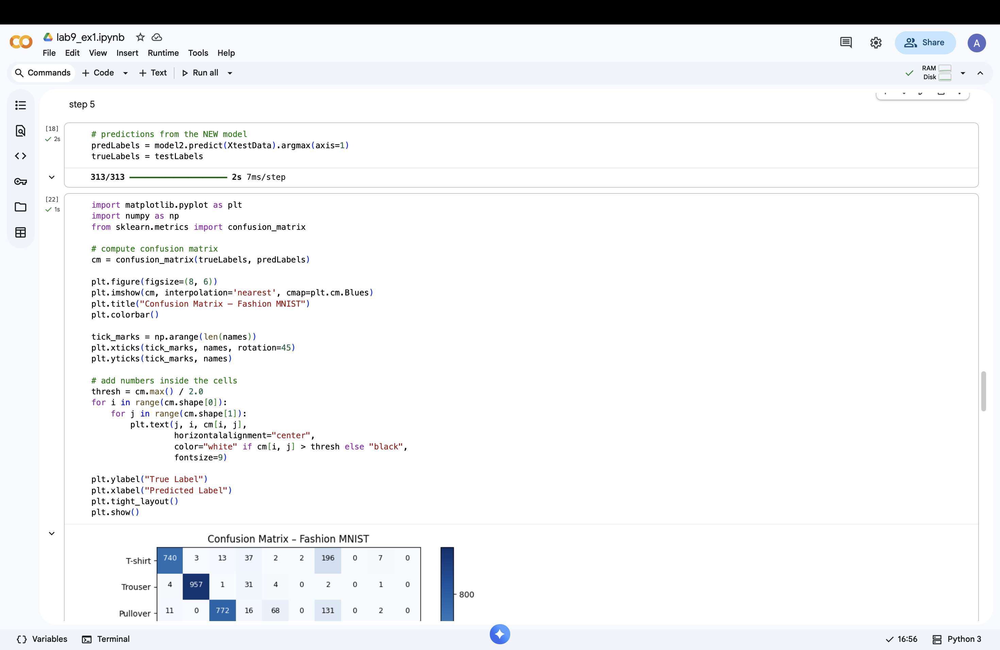 lab9_ex1.ipynb
File Edit View Insert Runtime Tools Help
Share
A
Commands + Code + Text Run all
RAM
Disk
step 5
[18]
2s
# predictions from the NEW model
predLabels = model2.predict(XtestData).argmax(axis=1)
trueLabels = testLabels
313/313 2s 7ms/step
[22]
1s
import matplotlib.pyplot as plt
import numpy as np
from sklearn.metrics import confusion_matrix
# compute confusion matrix
cm = confusion_matrix(trueLabels, predLabels)
plt.figure(figsize=(8, 6))
plt.imshow(cm, interpolation='nearest', cmap=plt.cm.Blues)
plt.title("Confusion Matrix – Fashion MNIST")
plt.colorbar()
tick_marks = np.arange(len(names))
plt.xticks(tick_marks, names, rotation=45)
plt.yticks(tick_marks, names)
# add numbers inside the cells
thresh = cm.max() / 2.0
for i in range(cm.shape[0]):
    for j in range(cm.shape[1]):
        plt.text(j, i, cm[i, j],
                 horizontalalignment="center",
                 color="white" if cm[i, j] > thresh else "black",
                 fontsize=9)
plt.ylabel("True Label")
plt.xlabel("Predicted Label")
plt.tight_layout()
plt.show()
Confusion Matrix – Fashion MNIST
T-shirt 740 3 13 37 2 2 196 0 7 0
Trouser 4 957 1 31 4 0 2 0 1 0
800
Pullover 11 0 772 16 68 0 131 0 2 0
Variables Terminal 16:56 Python 3